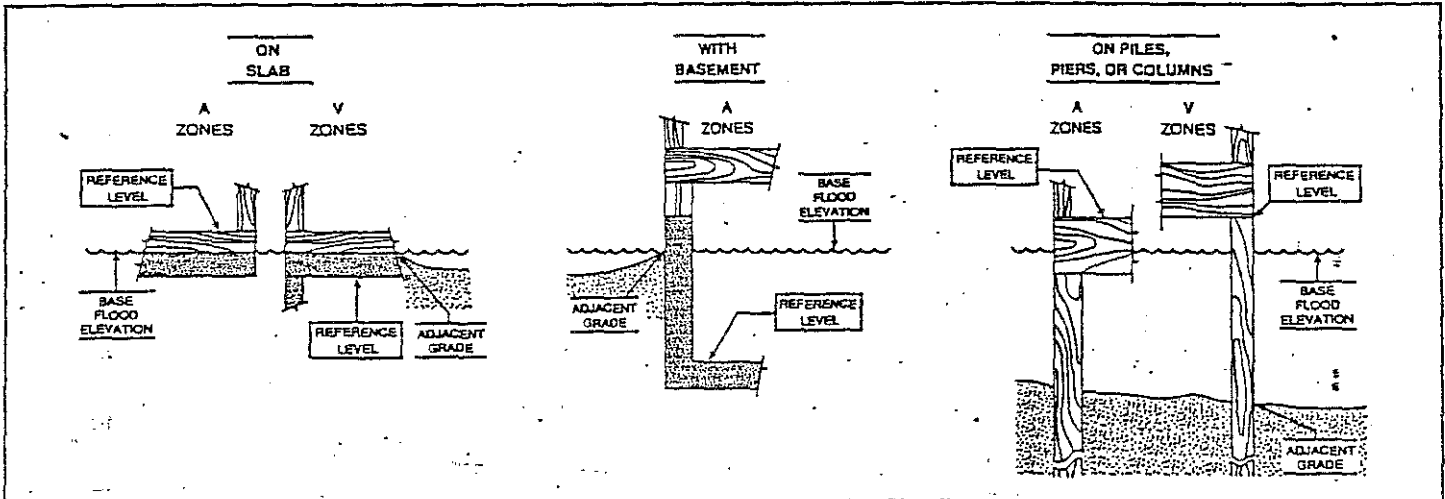 ON
SLAB
A
ZONES
V
ZONES
REFERENCE
LEVEL
BASE
FLOOD
ELEVATION
REFERENCE
LEVEL
ADJACENT
GRADE
WITH
BASEMENT
A
ZONES
BASE
FLOOD
ELEVATION
ADJACENT
GRADE
REFERENCE
LEVEL
ON PILES,
PIERS, OR COLUMNS
A
ZONES
V
ZONES
REFERENCE
LEVEL
REFERENCE
LEVEL
BASE
FLOOD
ELEVATION
ADJACENT
GRADE